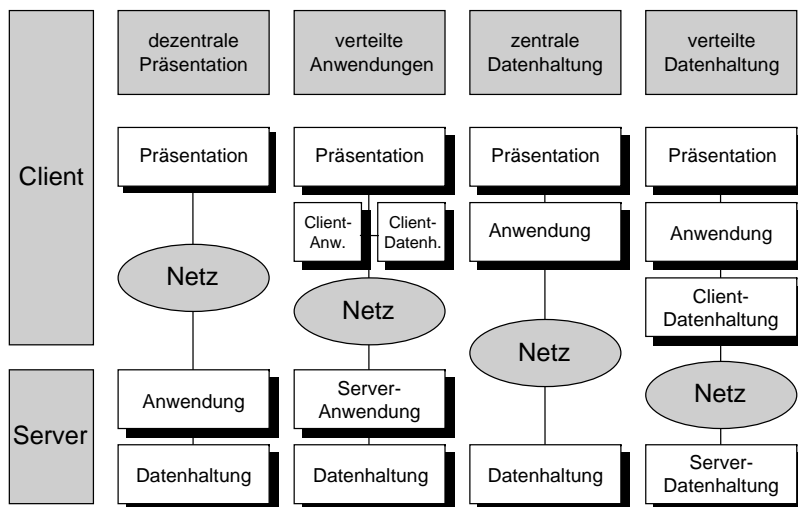 dezentrale
Präsentation
verteilte
Anwendungen
zentrale
Datenhaltung
verteilte
Datenhaltung
Client
Präsentation
Präsentation
Präsentation
Präsentation
Client-
Anw.
Client-
Datenh.
Anwendung
Anwendung
Netz
Netz
Client-
Datenhaltung
Netz
Server
Anwendung
Server-
Anwendung
Netz
Datenhaltung
Datenhaltung
Datenhaltung
Server-
Datenhaltung